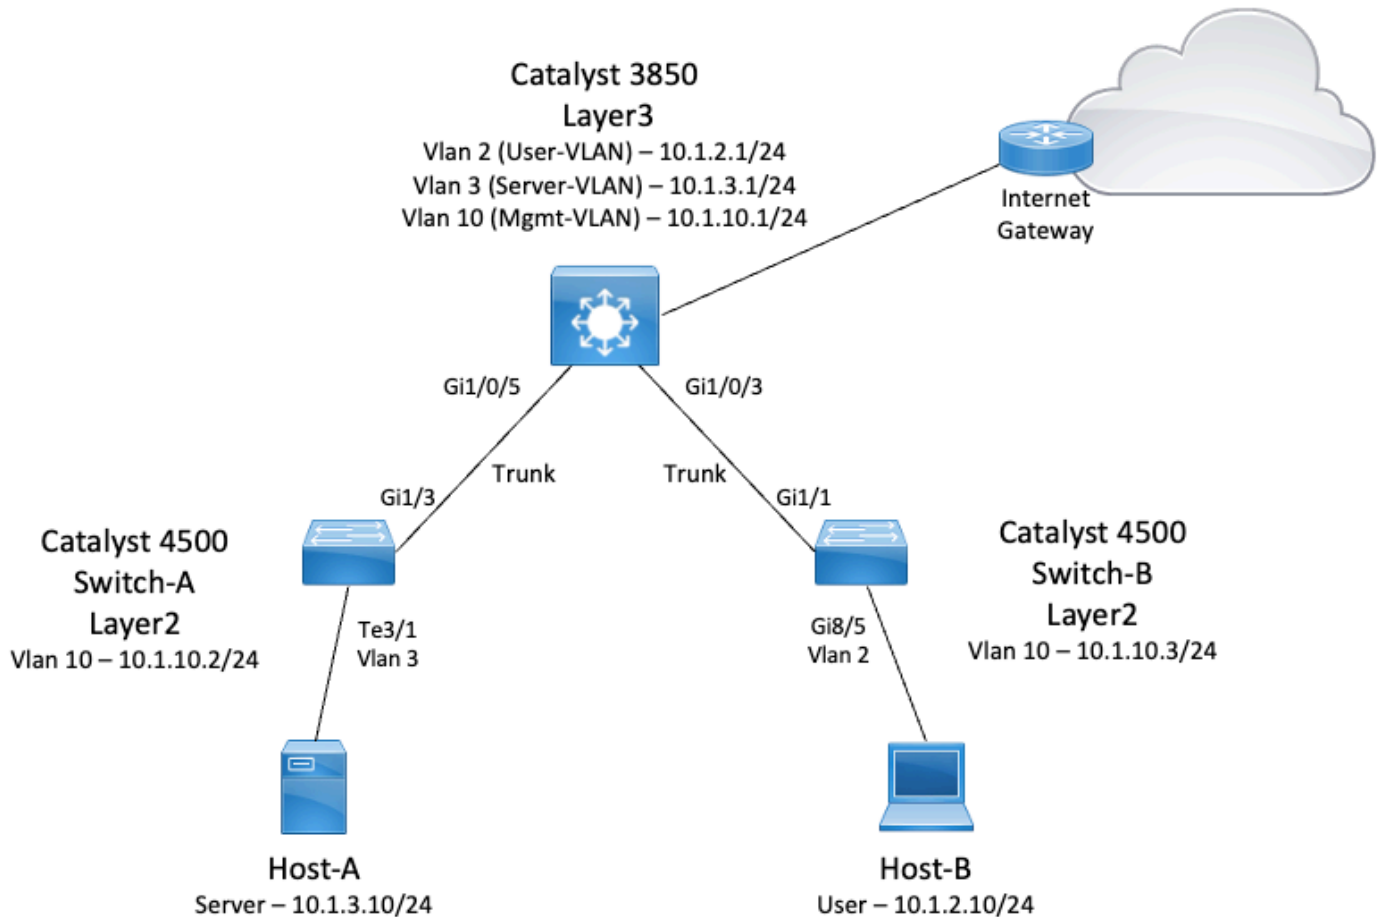 Catalyst 3850
Layer3
Vlan 2 (User-VLAN) – 10.1.2.1/24
Vlan 3 (Server-VLAN) – 10.1.3.1/24
Vlan 10 (Mgmt-VLAN) – 10.1.10.1/24
Internet
Gateway
Gi1/0/5
Gi1/0/3
Trunk
Trunk
Gi1/3
Gi1/1
Catalyst 4500
Switch-A
Layer2
Vlan 10 – 10.1.10.2/24
Catalyst 4500
Switch-B
Layer2
Vlan 10 – 10.1.10.3/24
Te3/1
Vlan 3
Gi8/5
Vlan 2
Host-A
Server – 10.1.3.10/24
Host-B
User – 10.1.2.10/24